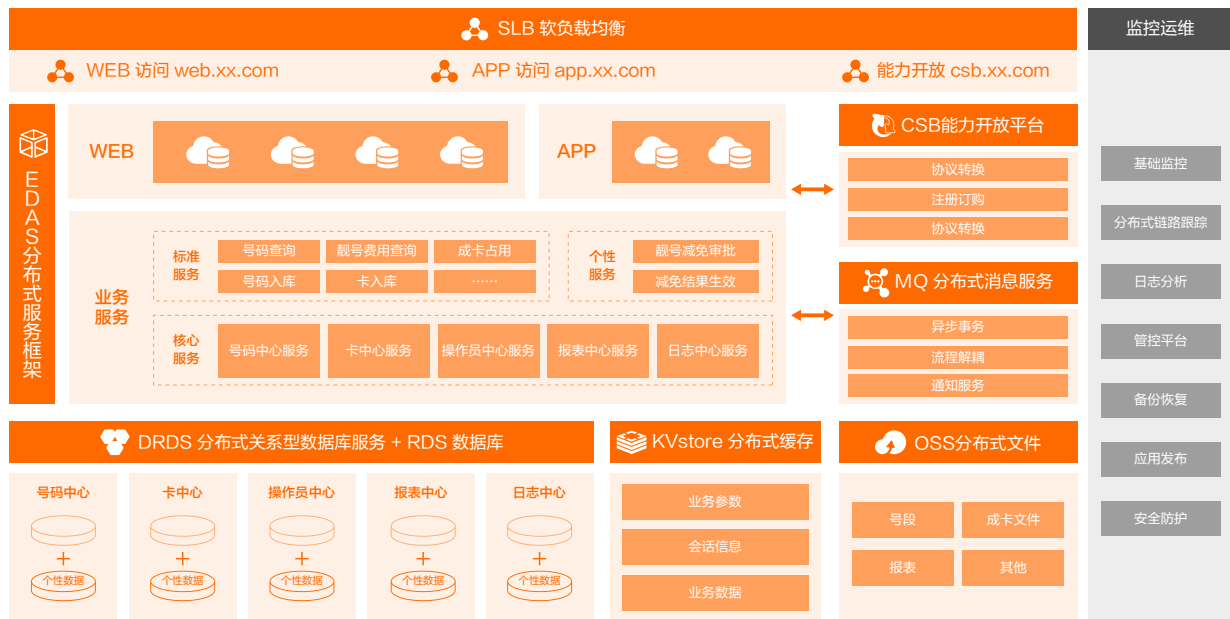 SLB 软负载均衡
监控运维
WEB 访问 web.xx.com
APP 访问 app.xx.com
能力开放 csb.xx.com
EDAS分布式服务框架
WEB
APP
业务
服务
标准
服务
号码查询
靓号费用查询
成卡占用
号码入库
卡入库
……
个性
服务
靓号减免审批
减免结果生效
核心
服务
号码中心服务
卡中心服务
操作员中心服务
报表中心服务
日志中心服务
CSB能力开放平台
协议转换
注册订购
协议转换
MQ 分布式消息服务
异步事务
流程解耦
通知服务
DRDS 分布式关系型数据库服务 + RDS 数据库
号码中心
卡中心
操作员中心
报表中心
日志中心
+
+
+
+
+
个性数据
个性数据
个性数据
个性数据
个性数据
KVstore 分布式缓存
业务参数
会话信息
业务数据
OSS分布式文件
号段
成卡文件
报表
其他
基础监控
分布式链路跟踪
日志分析
管控平台
备份恢复
应用发布
安全防护